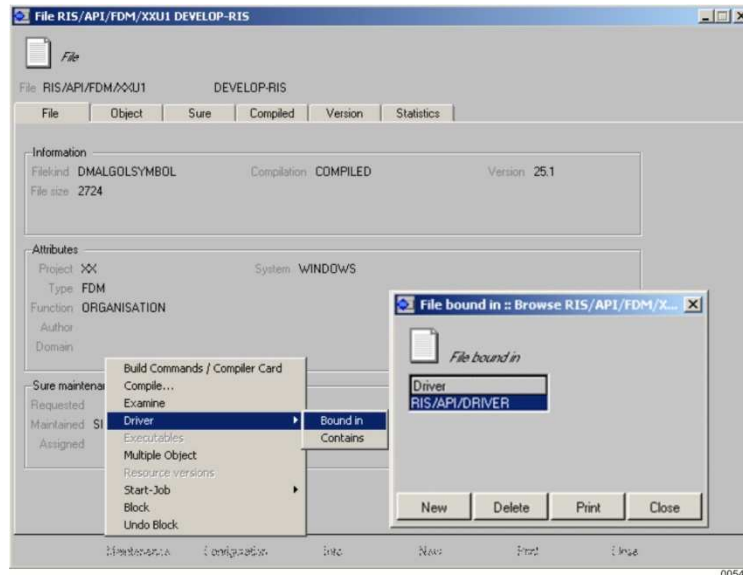 File RIS/API/FDM/XXU1 DEVELOP-RIS
File
File RIS/API/FDM/XXU1 DEVELOP-RIS
File Object Sure Compiled Version Statistics
Information
Filekind DMALGOLSYMBOL Compilation COMPILED Version 25.1
File size 2724
Attributes
Project XX System WINDOWS
Type FDM
Function ORGANISATION
Author
Domain
Sure maintenan
Requested
Maintained SI
Assigned
Build Commands / Compiler Card
Compile...
Examine
Driver
Executables
Multiple Object
Resource versions
Start-Job
Block
Undo Block
Bound in
Contains
File bound in :: Browse RIS/API/FDM/X...
File bound in
Driver
RIS/API/DRIVER
New Delete Print Close
Maintenance Configuration Info New Print Close
0054